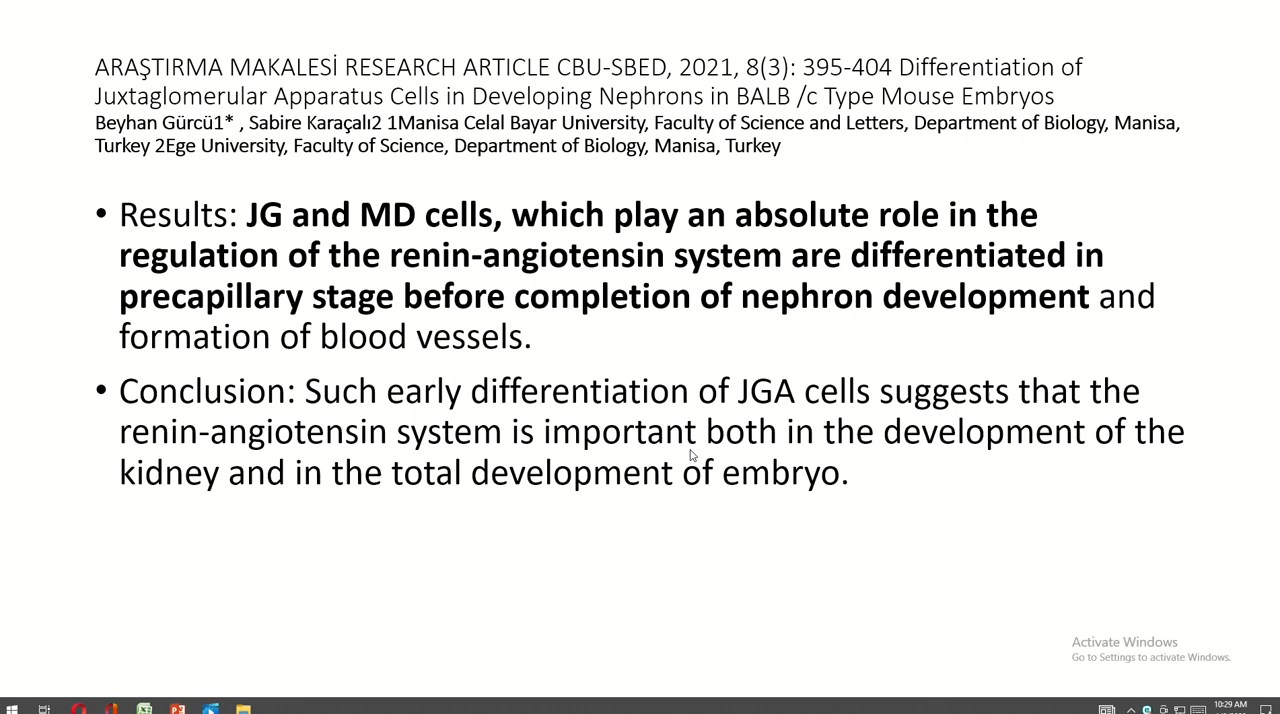 ARAŞTIRMA MAKALESİ RESEARCH ARTICLE CBU-SBED, 2021, 8(3): 395-404 Differentiation of
Juxtaglomerular Apparatus Cells in Developing Nephrons in BALB /c Type Mouse Embryos
Beyhan Gürcü1* , Sabire Karaçalı2 1Manisa Celal Bayar University, Faculty of Science and Letters, Department of Biology, Manisa,
Turkey 2Ege University, Faculty of Science, Department of Biology, Manisa, Turkey
• Results: JG and MD cells, which play an absolute role in the
regulation of the renin-angiotensin system are differentiated in
precapillary stage before completion of nephron development and
formation of blood vessels.
• Conclusion: Such early differentiation of JGA cells suggests that the
renin-angiotensin system is important both in the development of the
kidney and in the total development of embryo.
Activate Windows
Go to Settings to activate Windows.
10:29 AM